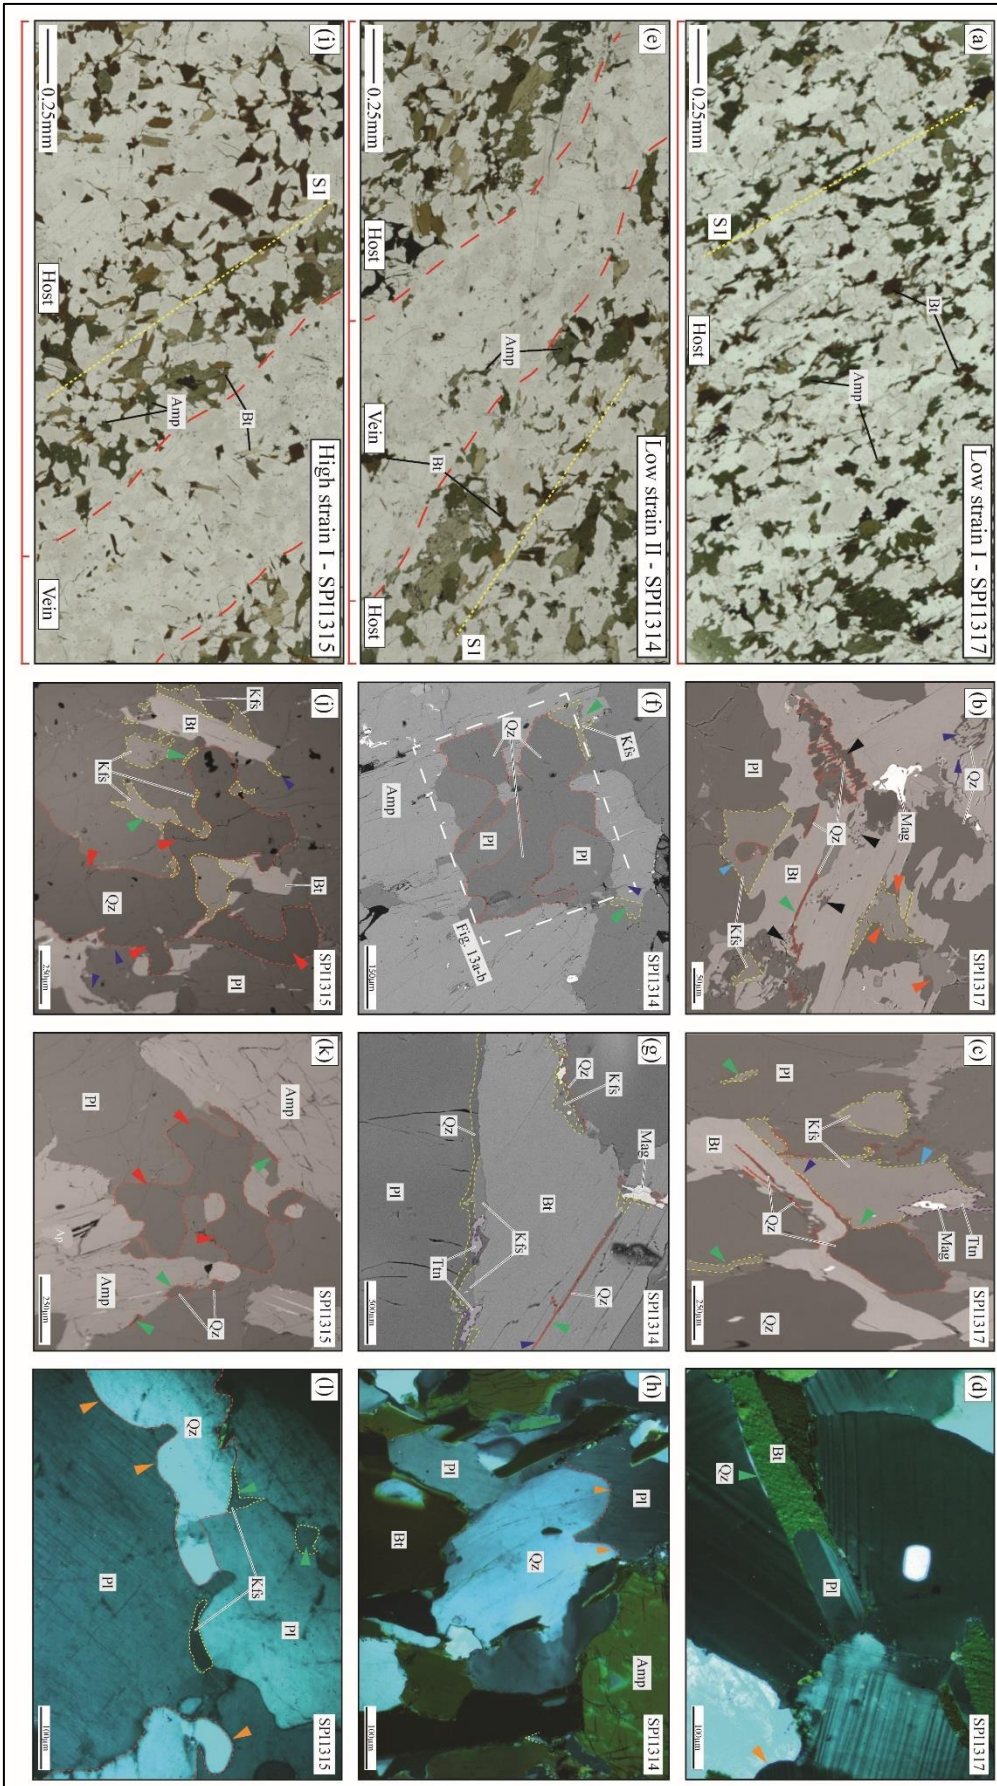 (a)
Low strain I - SPI1317
Bt
Amp
S1
Host
0.25mm
(b)
SPI1317
Qz
Mag
Qz
Pl
Bt
Kfs
50µm
(c)
SPI1317
Pl
Kfs
Ttn
Mag
Bt
Qz
Qz
250µm
(d)
SPI1317
Bt
Qz
Pl
100µm
(e)
Low strain II - SPI1314
Amp
Bt
S1
Host
Vein
Host
0.25mm
(f)
SPI1314
Kfs
Qz
Pl
Pl
Amp
Fig. 13a-b
150µm
(g)
SPI1314
Qz
Kfs
Mag
Bt
Qz
Qz
Pl
Kfs
Ttn
300µm
(h)
SPI1314
Pl
Pl
Qz
Bt
Amp
100µm
(i)
High strain I - SPI1315
S1
Bt
Amp
Host
Vein
0.25mm
(j)
SPI1315
Kfs
Bt
Kfs
Bt
Qz
Pl
250µm
(k)
SPI1315
Amp
Pl
Ap
Amp
Qz
250µm
(l)
SPI1315
Qz
Kfs
Pl
Pl
100µm